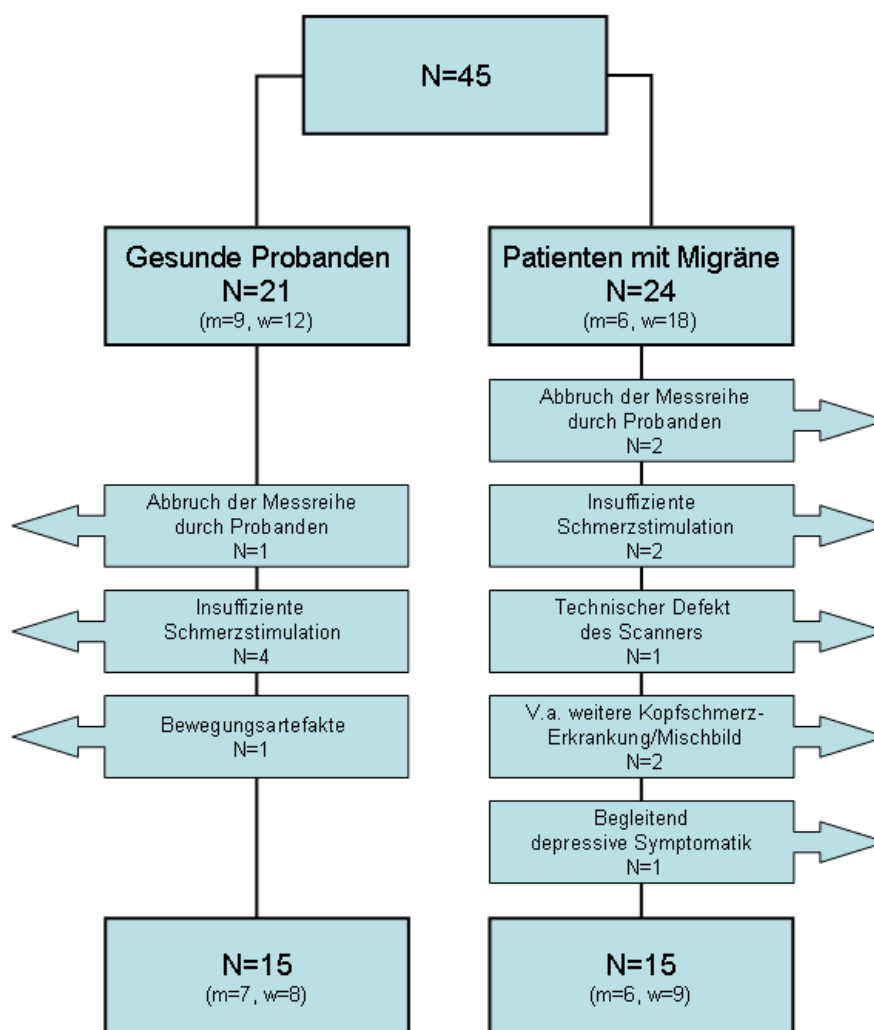 N=45
Gesunde Probanden
N=21
(m=9, w=12)
Patienten mit Migräne
N=24
(m=6, w=18)
Abbruch der Messreihe
durch Probanden
N=2
Abbruch der Messreihe
durch Probanden
N=1
Insuffiziente
Schmerzstimulation
N=2
Insuffiziente
Schmerzstimulation
N=4
Technischer Defekt
des Scanners
N=1
Bewegungsartefakte
N=1
V.a. weitere Kopfschmerz-
Erkrankung/Mischbild
N=2
Begleitend
depressive Symptomatik
N=1
N=15
(m=7, w=8)
N=15
(m=6, w=9)